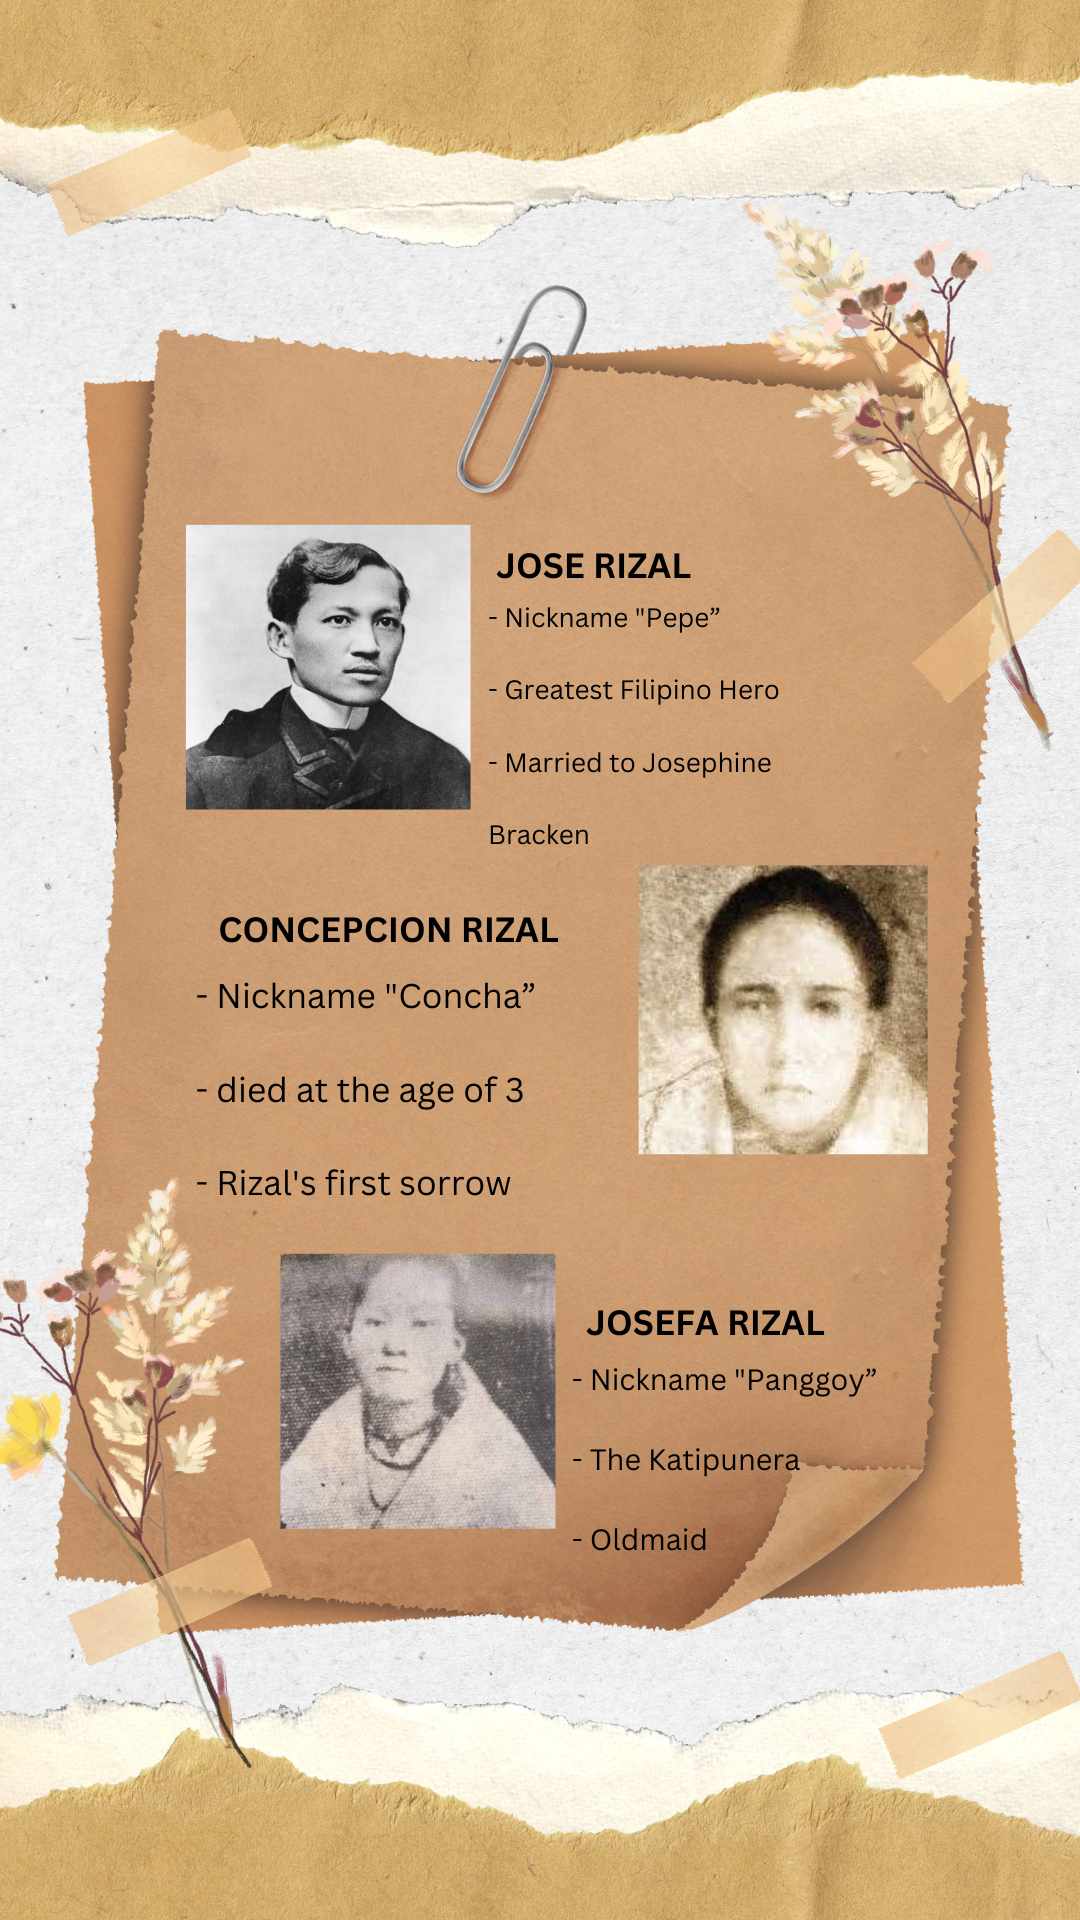 JOSE RIZAL
- Nickname "Pepe”
- Greatest Filipino Hero
- Married to Josephine
Bracken
CONCEPCION RIZAL
- Nickname "Concha”
- died at the age of 3
- Rizal's first sorrow
JOSEFA RIZAL
- Nickname "Panggoy”
- The Katipunera
- Oldmaid